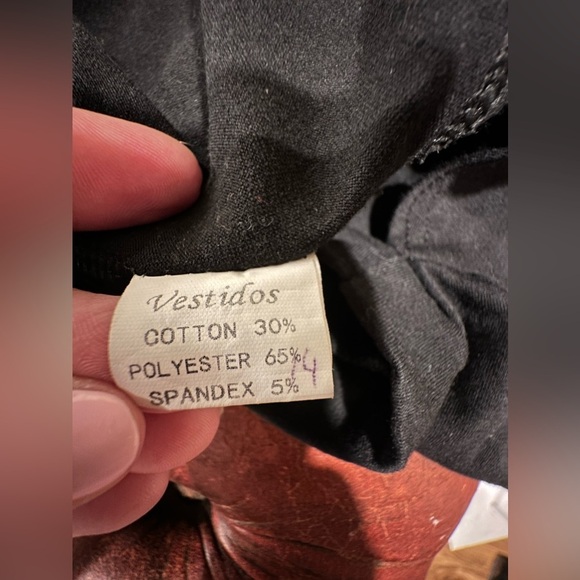 Vestidos
COTTON 30%
POLYESTER 65%
SPANDEX 5%
14